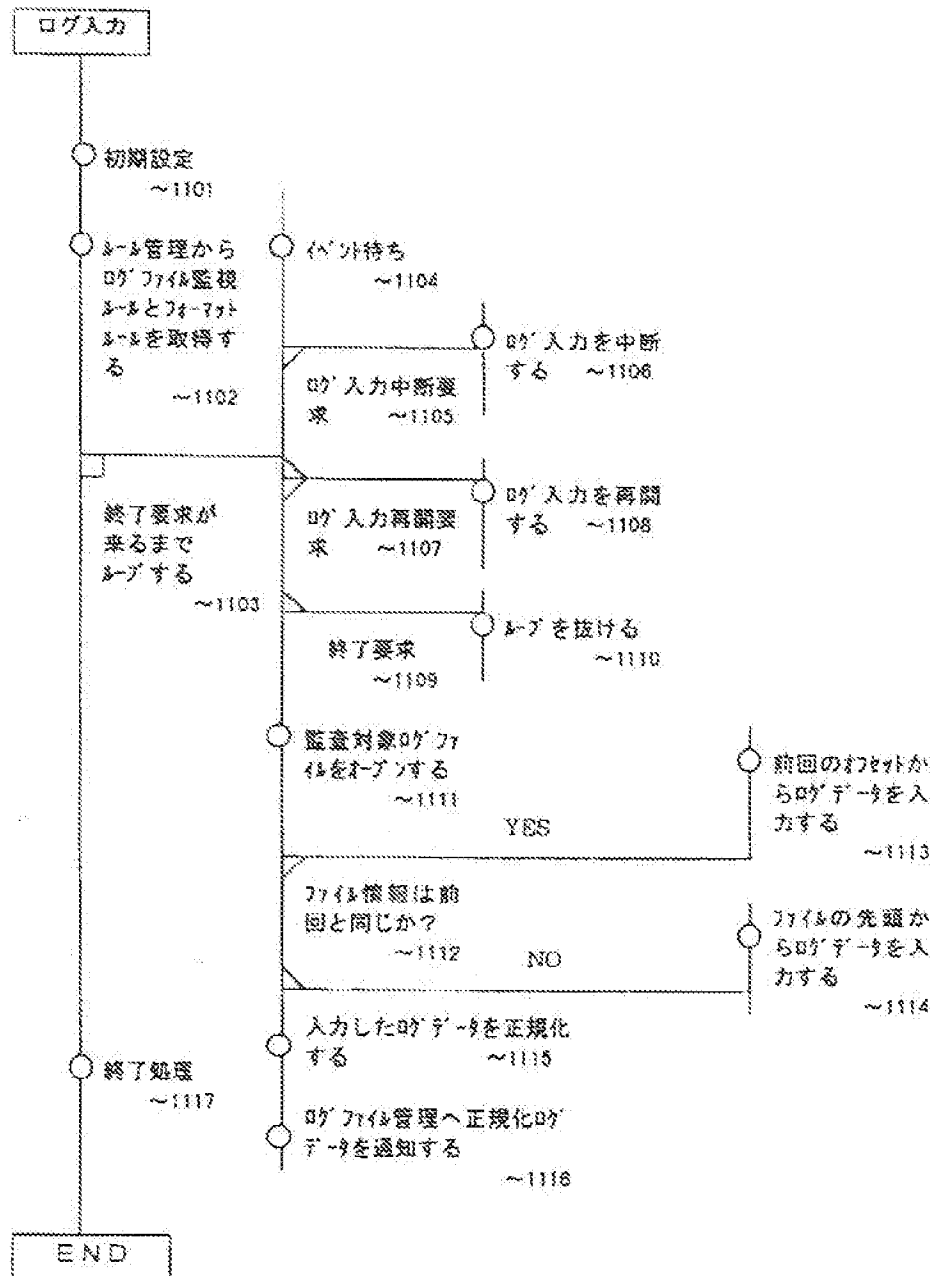 ログ入力
初期設定
～1101
ﾙｰﾙ管理から
ﾛｸﾞﾌｧｲﾙ監視
ﾙｰﾙとﾌｫｰﾏｯﾄ
ﾙｰﾙを取得す
る
～1102
終了要求が
来るまで
ﾙｰﾌﾟする
～1103
ｲﾍﾞﾝﾄ待ち
～1104
ﾛｸﾞ入力中断要
求 ～1105
ﾛｸﾞ入力を中断
する ～1106
ﾛｸﾞ入力再開要
求 ～1107
ﾛｸﾞ入力を再開
する ～1108
終了要求
～1109
ﾙｰﾌﾟを抜ける
～1110
監査対象ﾛｸﾞﾌｧ
ｲﾙをｵｰﾌﾟﾝする
～1111
YES
前回のｵﾌｾｯﾄか
らﾛｸﾞﾃﾞｰﾀを入
力する
～1113
ﾌｧｲﾙ情報は前
回と同じか？
～1112
NO
ﾌｧｲﾙの先頭か
らﾛｸﾞﾃﾞｰﾀを入
力する
～1114
入力したﾛｸﾞﾃﾞｰﾀを正規化
する ～1115
ﾛｸﾞﾌｧｲﾙ管理へ正規化ﾛｸﾞ
ﾃﾞｰﾀを通知する
～1116
終了処理
～1117
END